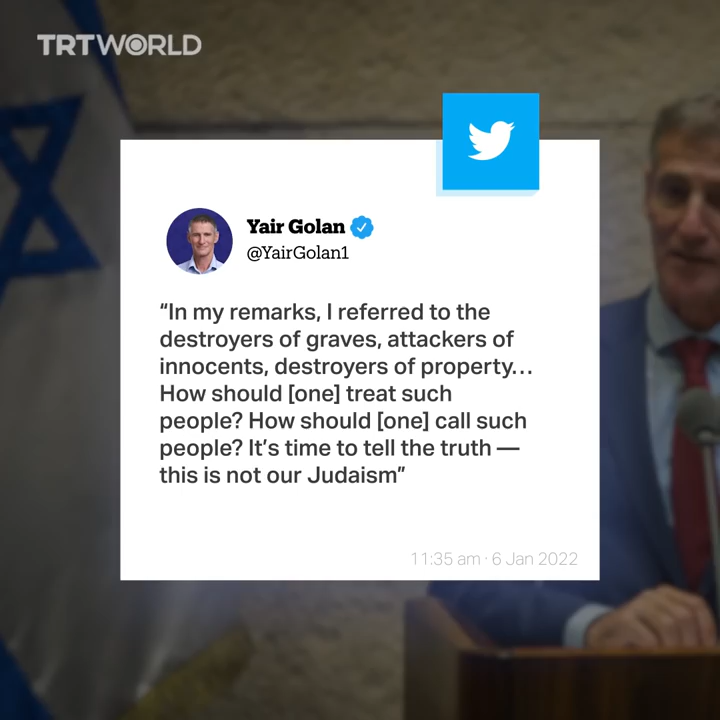 TRTWORLD
Yair Golan
@YairGolan1
“In my remarks, I referred to the
destroyers of graves, attackers of
innocents, destroyers of property...
How should [one] treat such
people? How should [one] call such
people? It’s time to tell the truth —
this is not our Judaism”
11:35 am · 6 Jan 2022